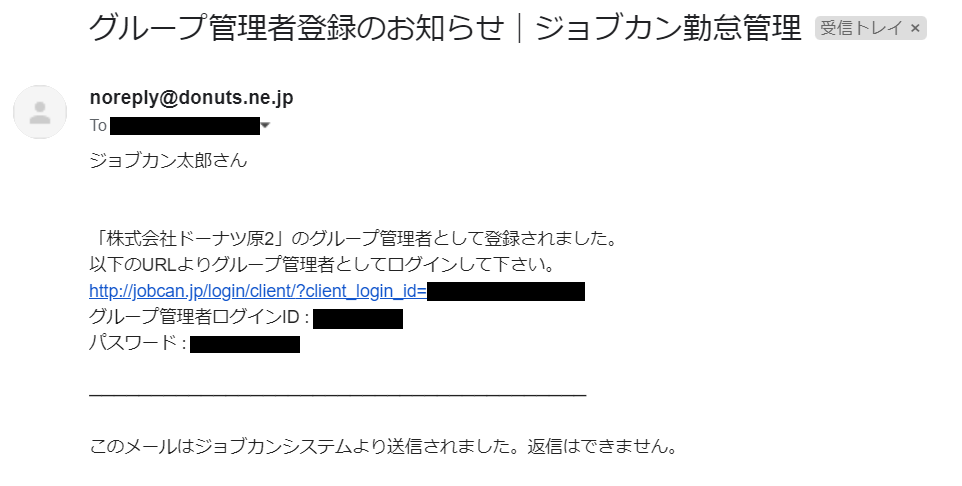 グループ管理者登録のお知らせ｜ジョブカン勤怠管理 受信トレイ ×
noreply@donuts.ne.jp
To
ジョブカン太郎さん
「株式会社ドーナツ原2」のグループ管理者として登録されました。
以下のURLよりグループ管理者としてログインして下さい。
http://jobcan.jp/login/client/?client_login_id=
グループ管理者ログインID :
パスワード :
このメールはジョブカンシステムより送信されました。返信はできません。